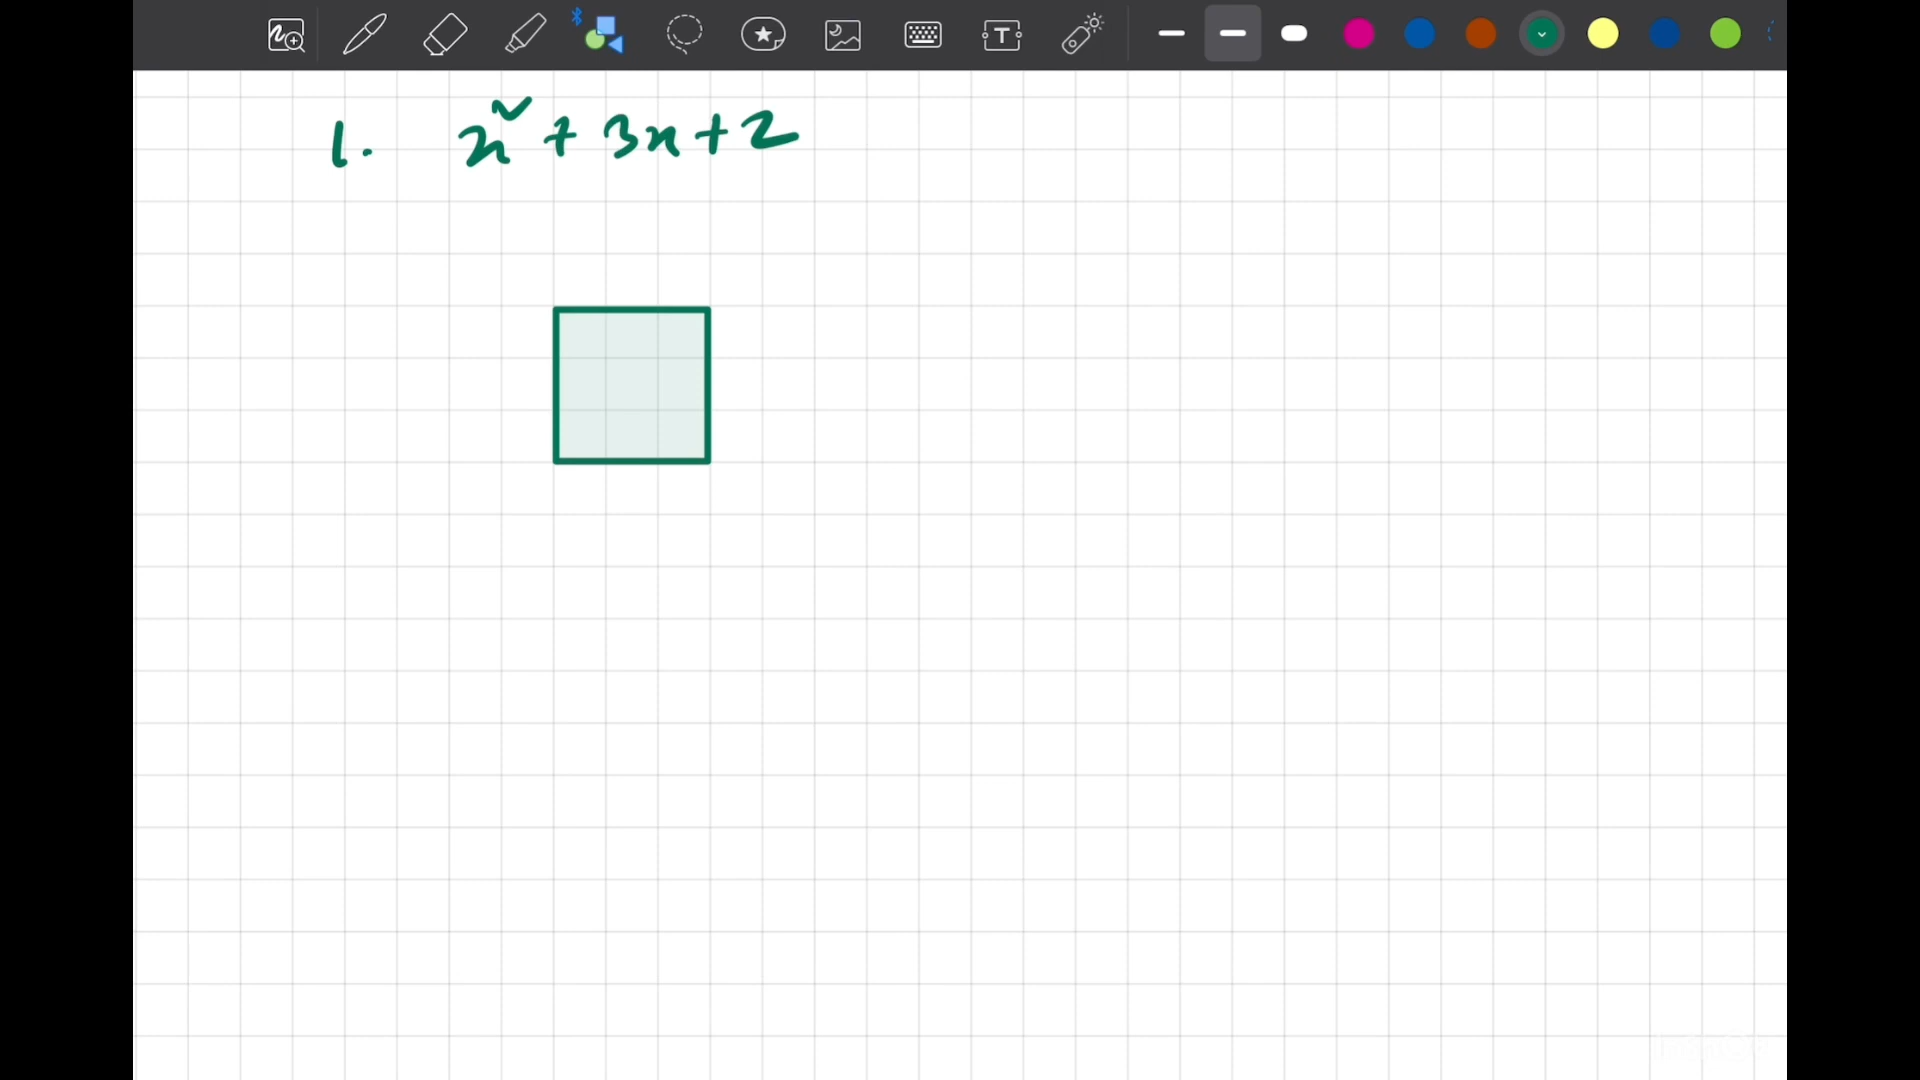 1. x² + 3x + 2